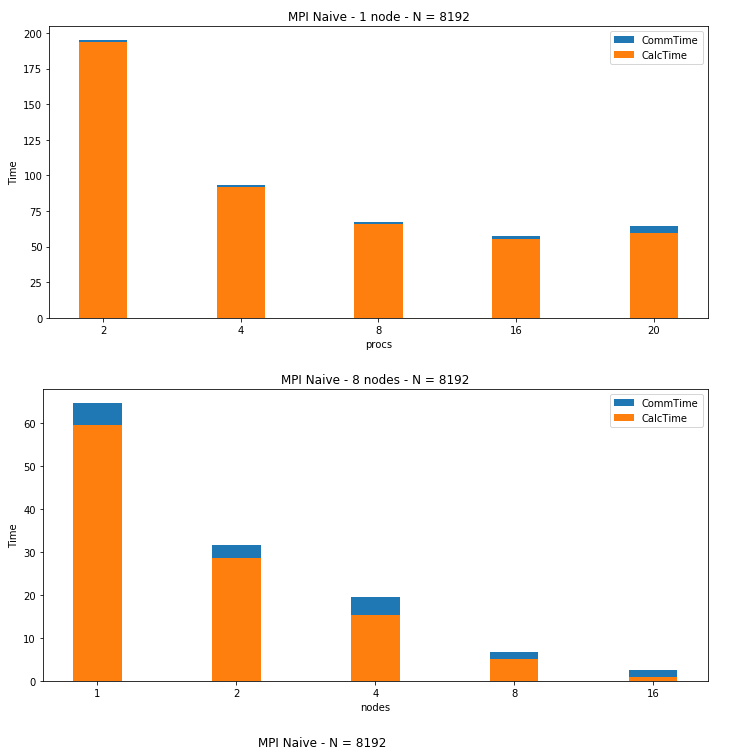 MPI Naive - 1 node - N = 8192
200
175
150
125
100
75
50
25
0
Time
CommTime
CalcTime
2 4 8 16 20
procs
MPI Naive - 8 nodes - N = 8192
60
50
40
30
20
10
0
Time
CommTime
CalcTime
1 2 4 8 16
nodes
MPI Naive - N = 8192